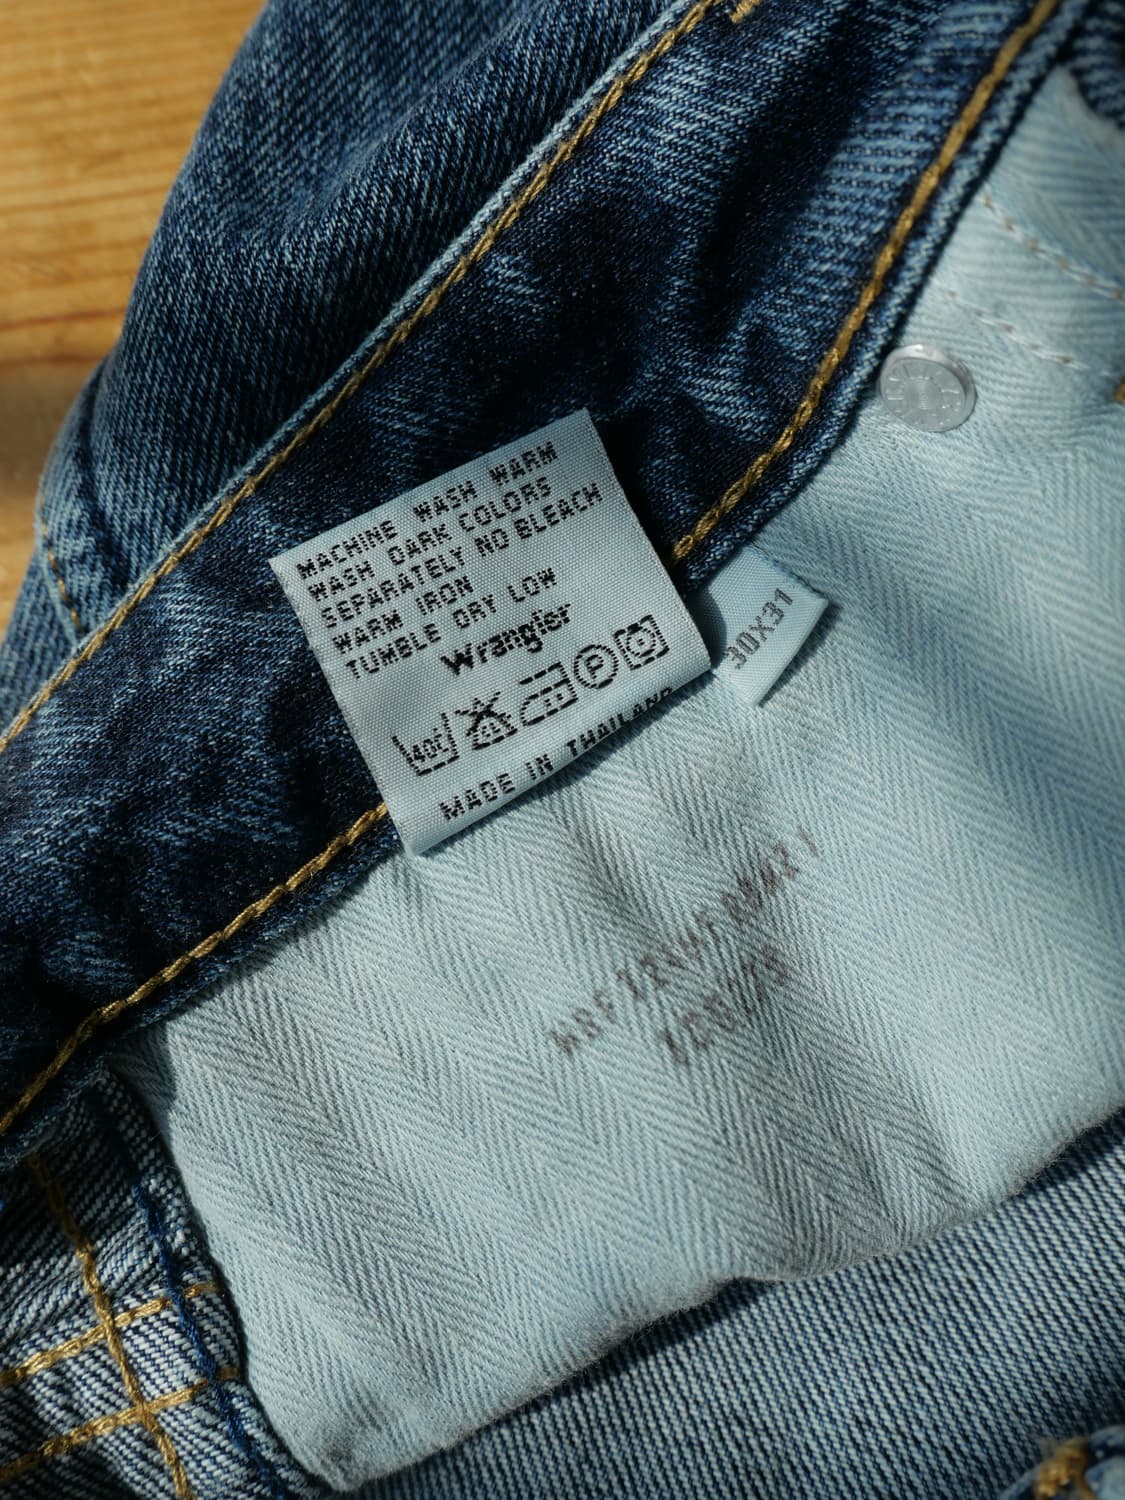 MACHINE WASH WARM
WASH DARK COLORS
SEPARATELY NO BLEACH
WARM IRON
TUMBLE DRY LOW
Wrangler
40C P
MADE IN THAILAND
30X31